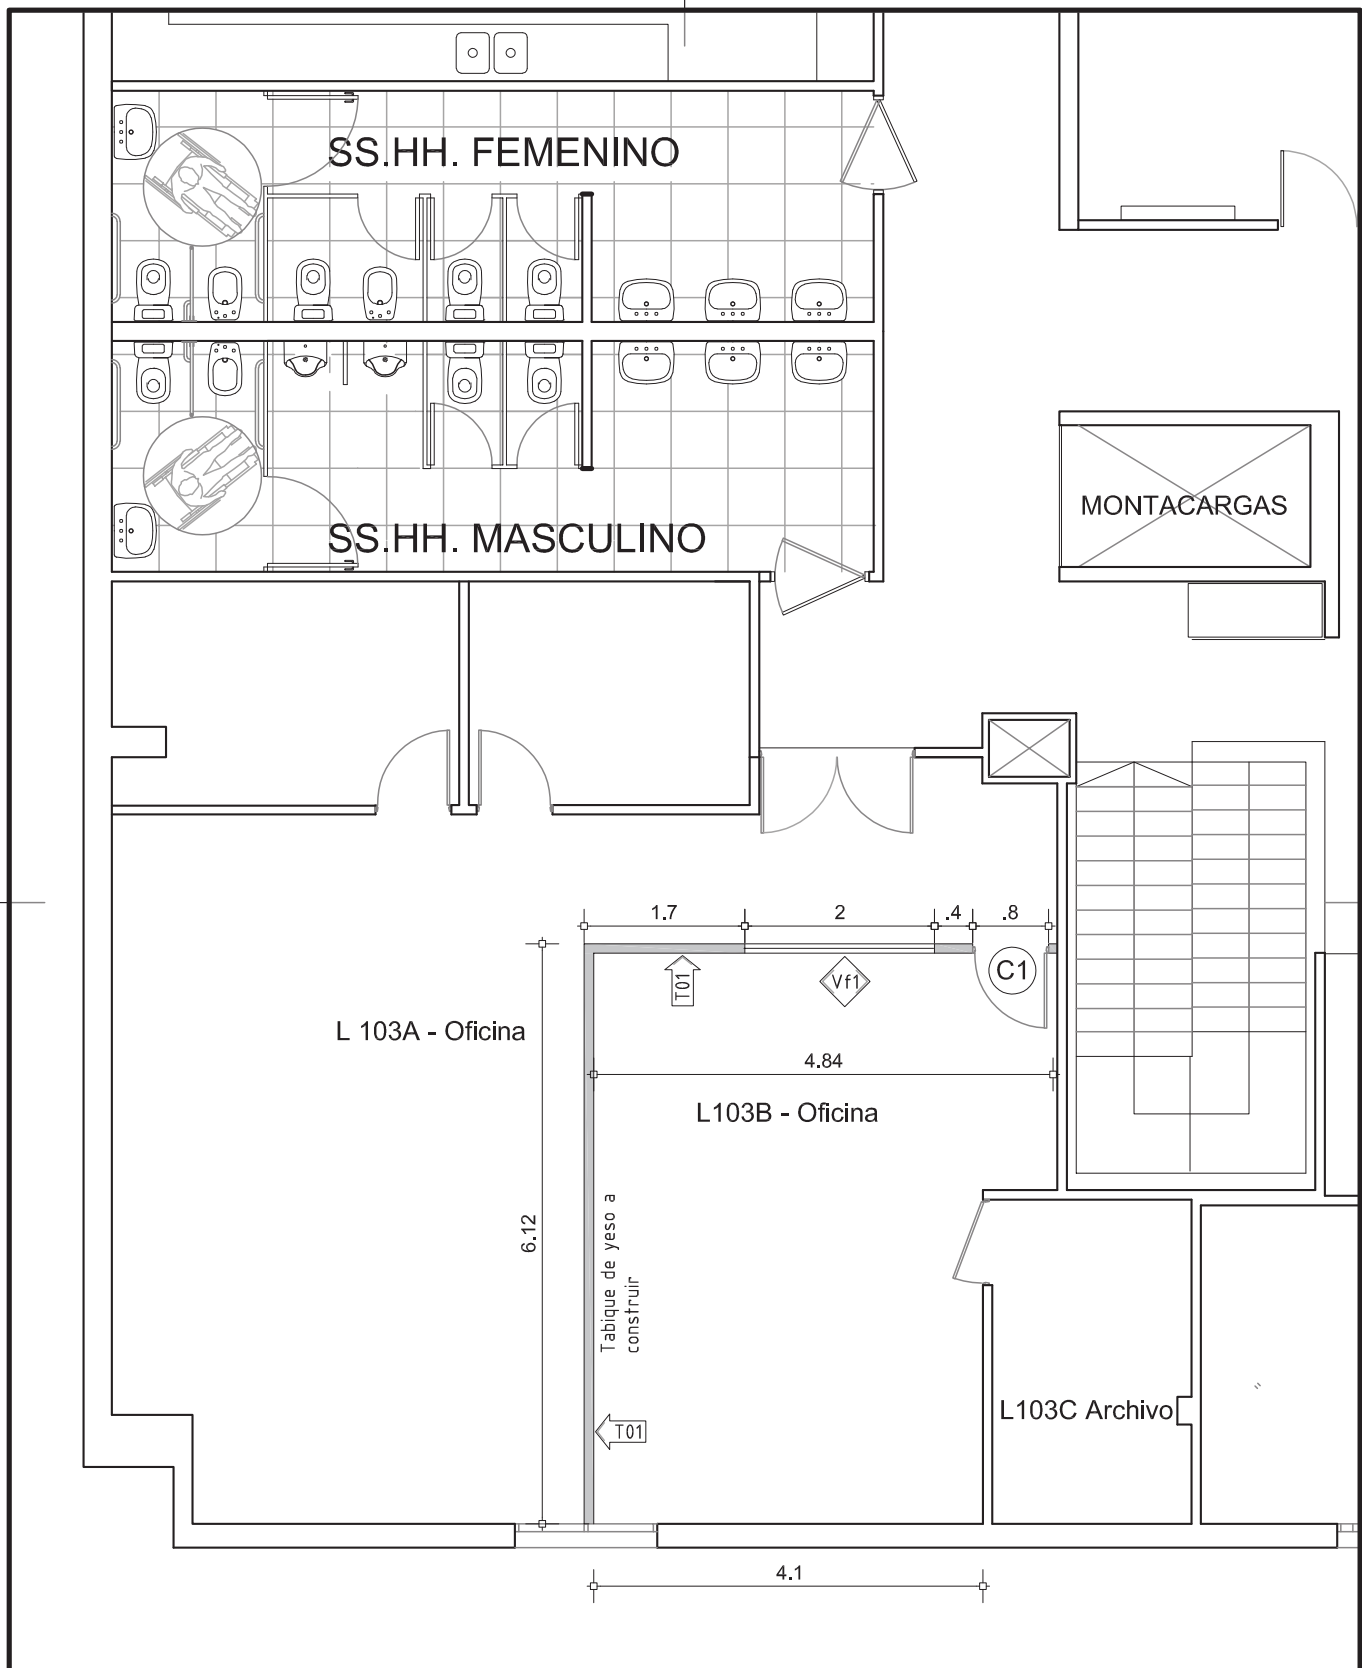 SS.HH. FEMENINO
MONTACARGAS
SS.HH. MASCULINO
1.7
2
.4
.8
T01
Vf1
C1
L 103A - Oficina
4.84
L103B - Oficina
6.12
Tabique de yeso a
construir
T01
L103C Archivo
4.1